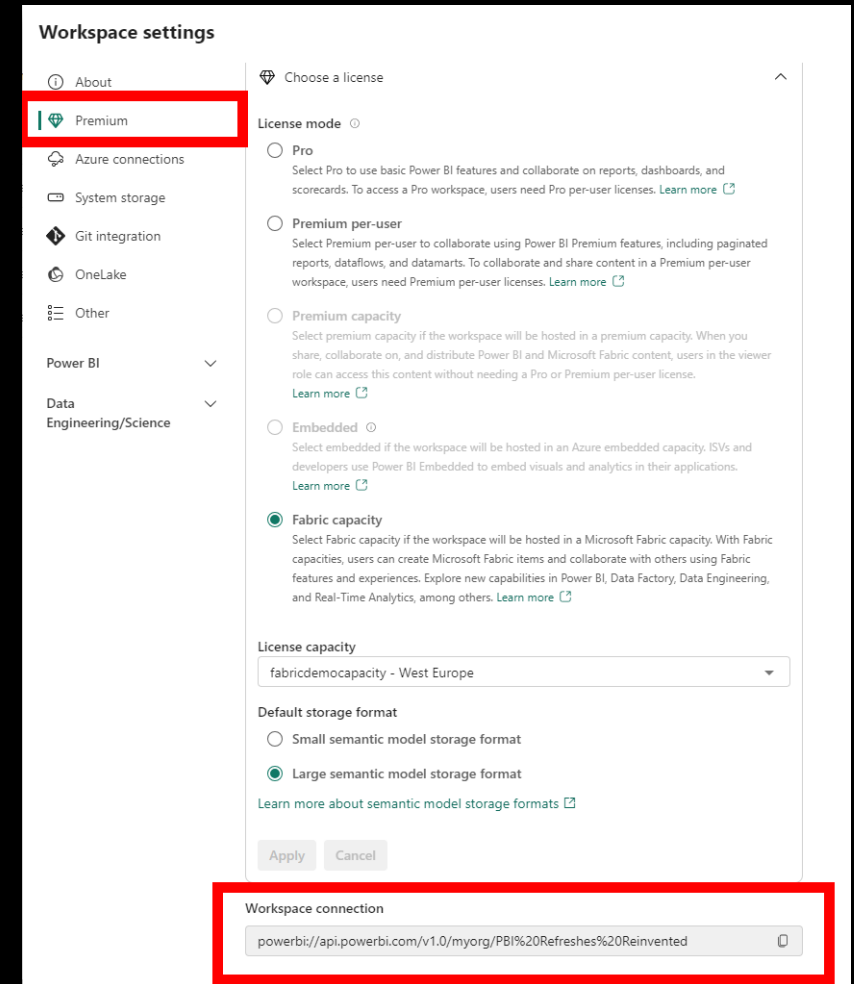 Workspace settings
About
Premium
Azure connections
System storage
Git integration
OneLake
Other
Power BI
Data
Engineering/Science
Choose a license
License mode
Pro
Select Pro to use basic Power BI features and collaborate on reports, dashboards, and
scorecards. To access a Pro workspace, users need Pro per-user licenses. Learn more
Premium per-user
Select Premium per-user to collaborate using Power BI Premium features, including paginated
reports, dataflows, and datamarts. To collaborate and share content in a Premium per-user
workspace, users need Premium per-user licenses. Learn more
Premium capacity
Select premium capacity if the workspace will be hosted in a premium capacity. When you
share, collaborate on, and distribute Power BI and Microsoft Fabric content, users in the viewer
role can access this content without needing a Pro or Premium per-user license.
Learn more
Embedded
Select embedded if the workspace will be hosted in an Azure embedded capacity. ISVs and
developers use Power BI Embedded to embed visuals and analytics in their applications.
Learn more
Fabric capacity
Select Fabric capacity if the workspace will be hosted in a Microsoft Fabric capacity. With Fabric
capacities, users can create Microsoft Fabric items and collaborate with others using Fabric
features and experiences. Explore new capabilities in Power BI, Data Factory, Data Engineering,
and Real-Time Analytics, among others. Learn more
License capacity
fabricdemocapacity - West Europe
Default storage format
Small semantic model storage format
Large semantic model storage format
Learn more about semantic model storage formats
Apply Cancel
Workspace connection
powerbi://api.powerbi.com/v1.0/myorg/PBI%20Refreshes%20Reinvented